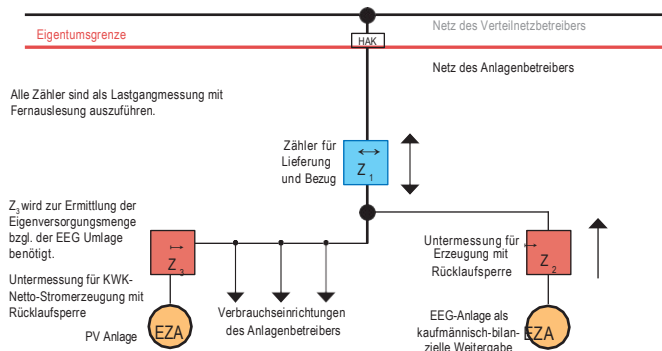 Netz des Verteilnetzbetreibers
Eigentumsgrenze
HAK
Netz des Anlagenbetreibers
Alle Zähler sind als Lastgangmessung mit
Fernauslesung auszuführen.
Zähler für
Lieferung
und Bezug
Z 1
Z3 wird zur Ermittlung der
Eigenversorgungsmenge
bzgl. der EEG Umlage
benötigt.
Z 3
Untermessung für
Erzeugung mit
Rücklaufsperre
Z 2
Untermessung für KWK-
Netto-Stromerzeugung mit
Rücklaufsperre
PV Anlage
EZA
Verbrauchseinrichtungen
des Anlagenbetreibers
EEG-Anlage als
kaufmännisch-bilan-
zielle Weitergabe
EZA